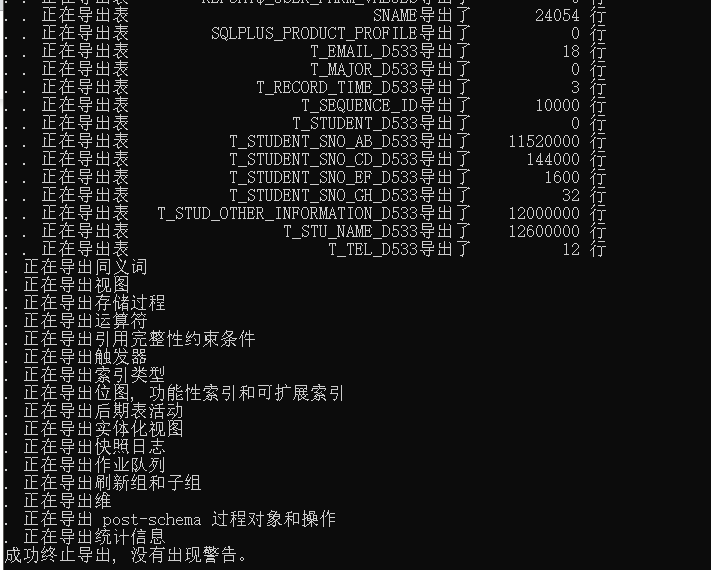 . . 正在导出表 SNAME导出了 24054 行
. . 正在导出表 SQLPLUS_PRODUCT_PROFILE导出了 0 行
. . 正在导出表 T_EMAIL_D533导出了 18 行
. . 正在导出表 T_MAJOR_D533导出了 0 行
. . 正在导出表 T_RECORD_TIME_D533导出了 3 行
. . 正在导出表 T_SEQUENCE_ID导出了 10000 行
. . 正在导出表 T_STUDENT_D533导出了 0 行
. . 正在导出表 T_STUDENT_SNO_AB_D533导出了 11520000 行
. . 正在导出表 T_STUDENT_SNO_CD_D533导出了 144000 行
. . 正在导出表 T_STUDENT_SNO_EF_D533导出了 1600 行
. . 正在导出表 T_STUDENT_SNO_GH_D533导出了 32 行
. . 正在导出表 T_STUD_OTHER_INFORMATION_D533导出了 12000000 行
. . 正在导出表 T_STU_NAME_D533导出了 12600000 行
. . 正在导出表 T_TEL_D533导出了 12 行
. 正在导出同义词
. 正在导出视图
. 正在导出存储过程
. 正在导出运算符
. 正在导出引用完整性约束条件
. 正在导出触发器
. 正在导出索引类型
. 正在导出位图, 功能性索引和可扩展索引
. 正在导出后期表活动
. 正在导出实体化视图
. 正在导出快照日志
. 正在导出作业队列
. 正在导出刷新组和子组
. 正在导出维
. 正在导出 post-schema 过程对象和操作
. 正在导出统计信息
成功终止导出, 没有出现警告。